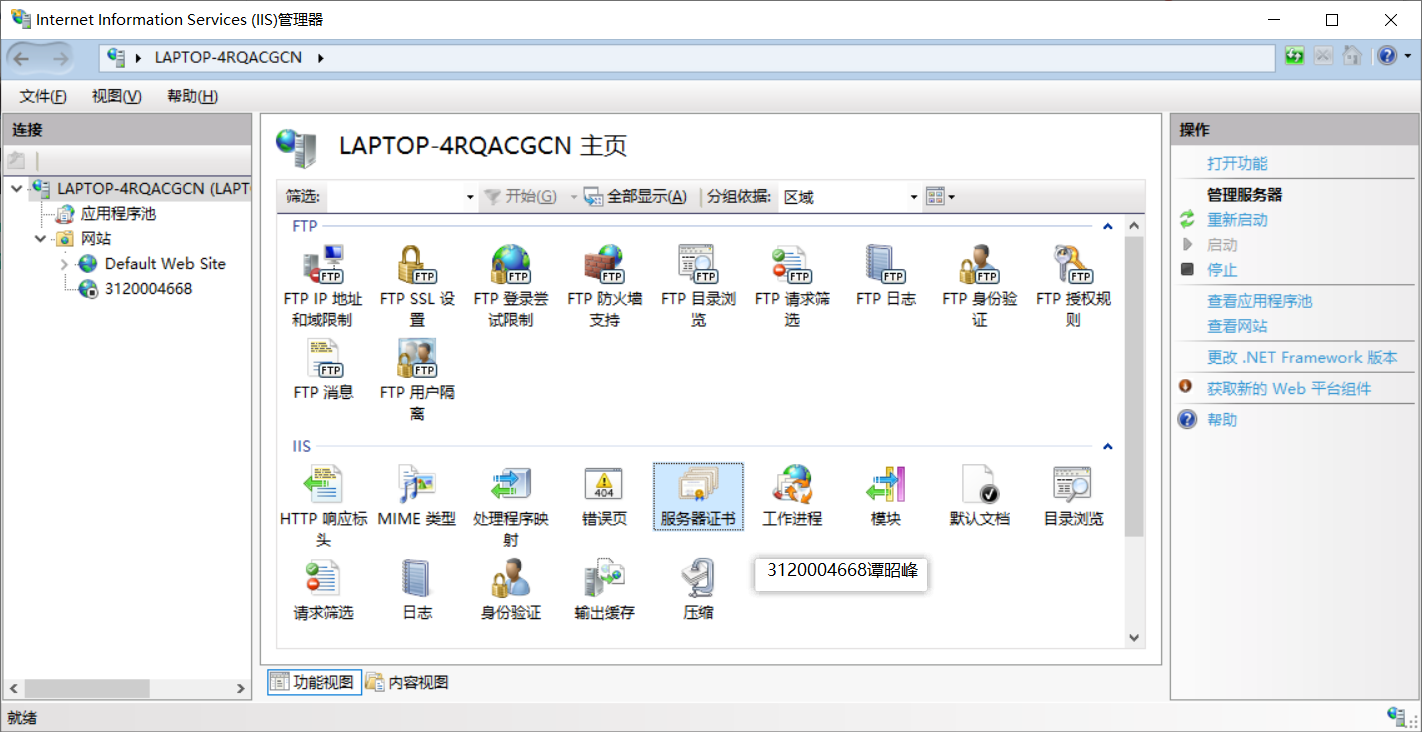 Internet Information Services (IIS)管理器
LAPTOP-4RQACGCN
文件(F) 视图(V) 帮助(H)
连接
LAPTOP-4RQACGCN (LAPT
应用程序池
网站
Default Web Site
3120004668
LAPTOP-4RQACGCN 主页
筛选: 开始(G) 全部显示(A) 分组依据: 区域
FTP
FTP IP 地址
和域限制
FTP SSL 设
置
FTP 登录尝
试限制
FTP 防火墙
支持
FTP 目录浏
览
FTP 请求筛
选
FTP 日志
FTP 身份验
证
FTP 授权规
则
FTP 消息
FTP 用户隔
离
IIS
HTTP 响应标
头
MIME 类型
处理程序映
射
404
错误页
服务器证书
工作进程
模块
默认文档
目录浏览
请求筛选
日志
身份验证
输出缓存
压缩
3120004668谭昭峰
功能视图
内容视图
操作
打开功能
管理服务器
重新启动
启动
停止
查看应用程序池
查看网站
更改 .NET Framework 版本
获取新的 Web 平台组件
帮助
就绪